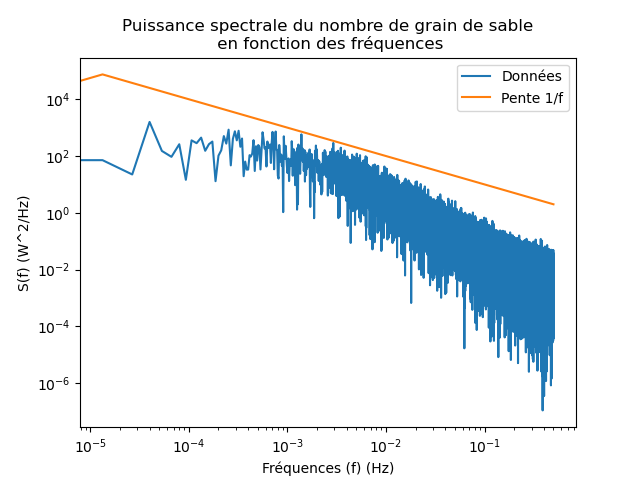 Puissance spectrale du nombre de grain de sable
en fonction des fréquences
Données
Pente 1/f
S(f) (W^2/Hz)
10^4
10^2
10^0
10^-2
10^-4
10^-6
10^-5 10^-4 10^-3 10^-2 10^-1
Fréquences (f) (Hz)